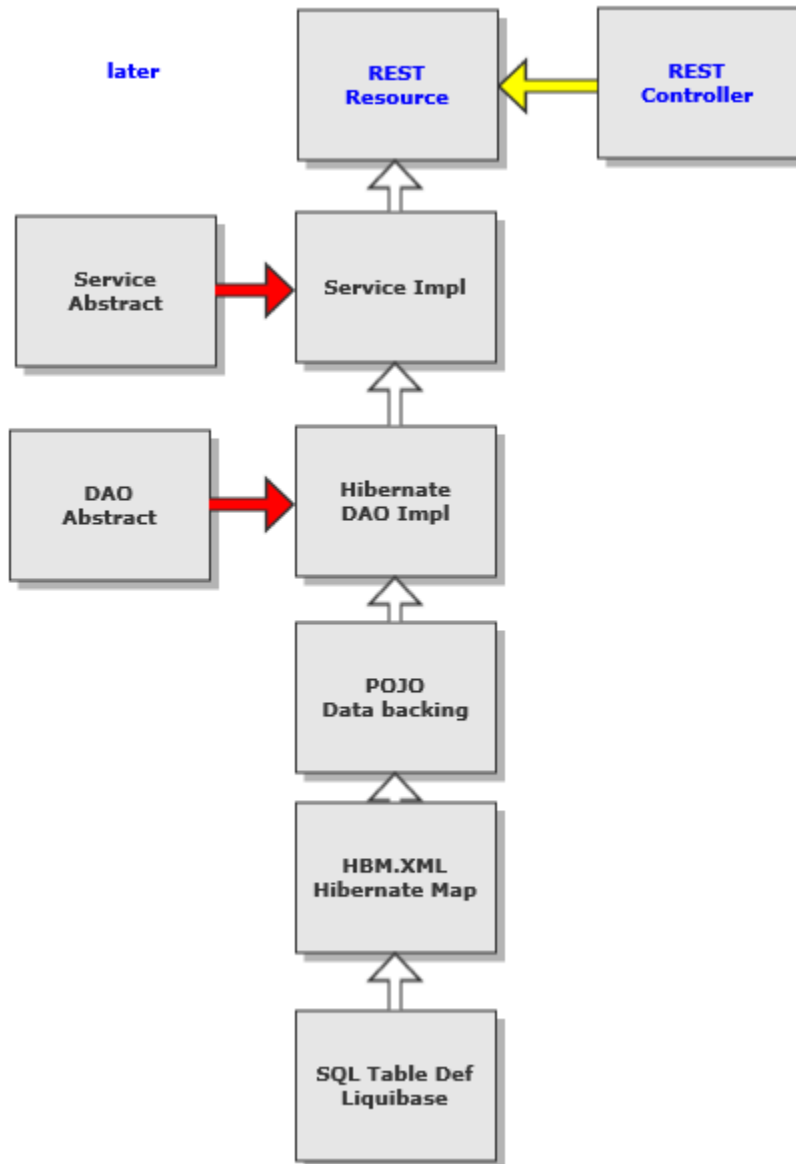 later
REST
Resource
REST
Controller
Service
Abstract
Service Impl
DAO
Abstract
Hibernate
DAO Impl
POJO
Data backing
HBM.XML
Hibernate Map
SQL Table Def
Liquibase